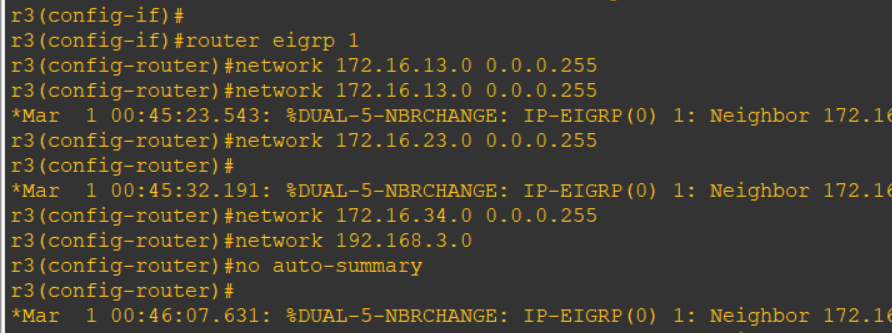 r3(config-if)#
r3(config-if)#router eigrp 1
r3(config-router)#network 172.16.13.0 0.0.0.255
r3(config-router)#network 172.16.13.0 0.0.0.255
*Mar  1 00:45:23.543: %DUAL-5-NBRCHANGE: IP-EIGRP(0) 1: Neighbor 172.16
r3(config-router)#network 172.16.23.0 0.0.0.255
r3(config-router)#
*Mar  1 00:45:32.191: %DUAL-5-NBRCHANGE: IP-EIGRP(0) 1: Neighbor 172.16
r3(config-router)#network 172.16.34.0 0.0.0.255
r3(config-router)#network 192.168.3.0
r3(config-router)#no auto-summary
r3(config-router)#
*Mar  1 00:46:07.631: %DUAL-5-NBRCHANGE: IP-EIGRP(0) 1: Neighbor 172.16